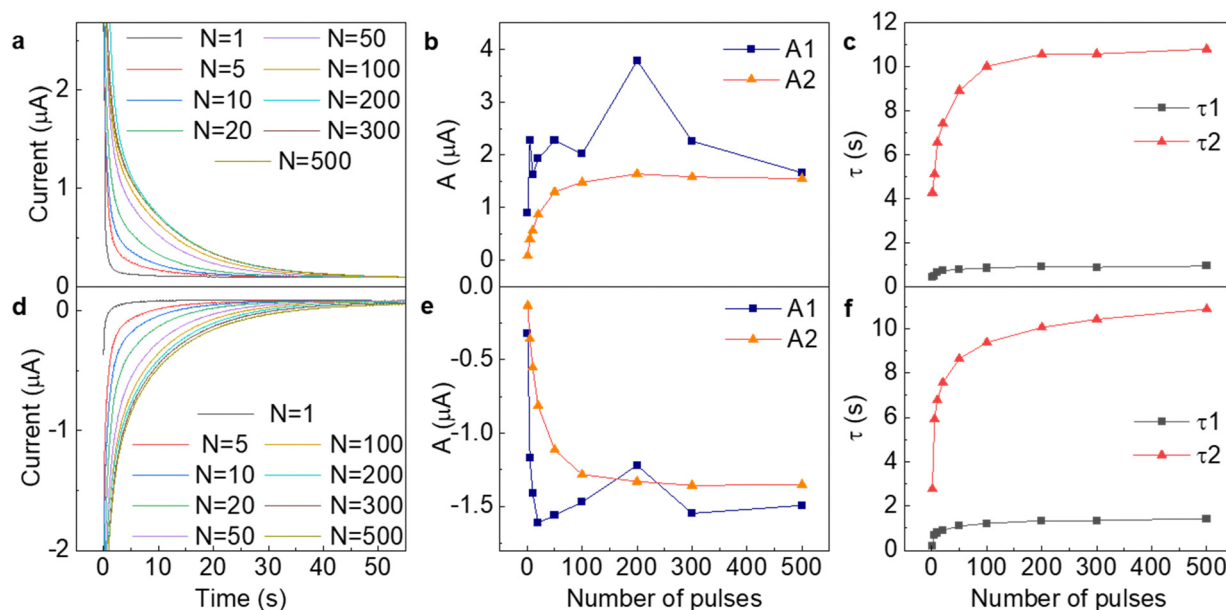 a
N=1
N=50
N=5
N=100
N=10
N=200
N=20
N=300
N=500
Current (μA)
2
1
0
b
A1
A2
A (μA)
4
3
2
1
0
c
τ1
τ2
τ (s)
12
10
8
6
4
2
0
d
N=1
N=5
N=100
N=10
N=200
N=20
N=300
N=50
N=500
Current (μA)
0
-1
-2
0 10 20 30 40 50
Time (s)
e
A1
A2
A (μA)
0.0
-0.5
-1.0
-1.5
0 100 200 300 400 500
Number of pulses
f
τ1
τ2
τ (s)
10
8
6
4
2
0
0 100 200 300 400 500
Number of pulses